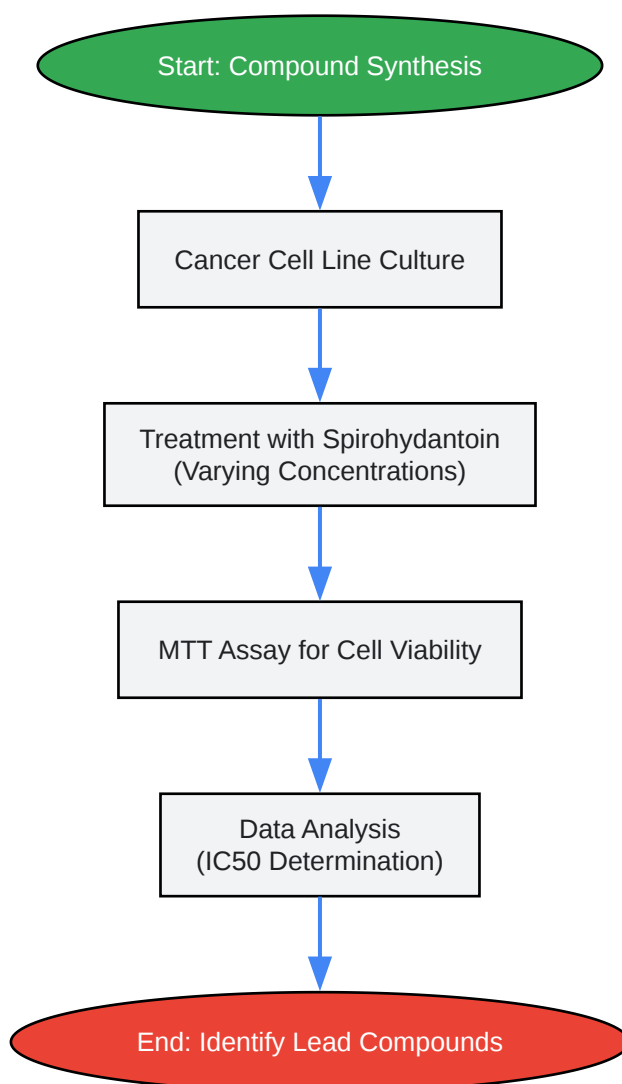 Start: Compound Synthesis
Cancer Cell Line Culture
Treatment with Spirohydantoin
(Varying Concentrations)
MTT Assay for Cell Viability
Data Analysis
(IC50 Determination)
End: Identify Lead Compounds